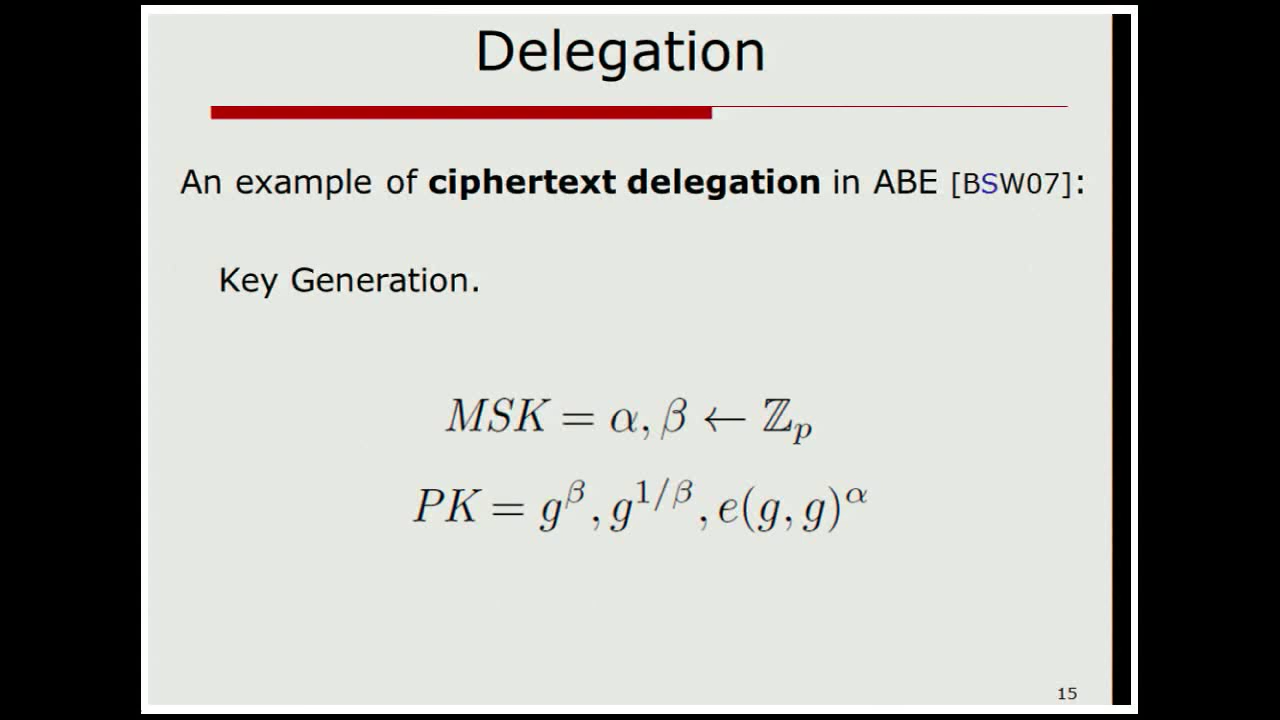 Delegation
An example of ciphertext delegation in ABE [BSW07]:
Key Generation.
MSK = α, β ← ℤ_p
PK = g^β, g^{1/β}, e(g, g)^α
15